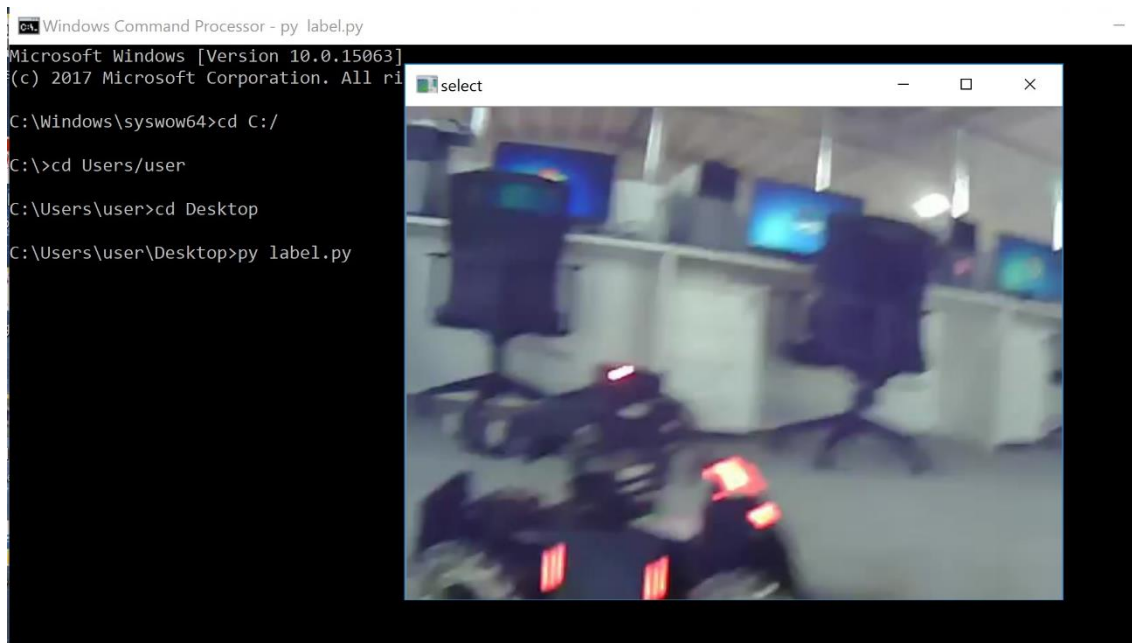 Windows Command Processor - py  label.py
Microsoft Windows [Version 10.0.15063]
(c) 2017 Microsoft Corporation. All ri
select
C:\Windows\syswow64>cd C:/
C:\>cd Users/user
C:\Users\user>cd Desktop
C:\Users\user\Desktop>py label.py